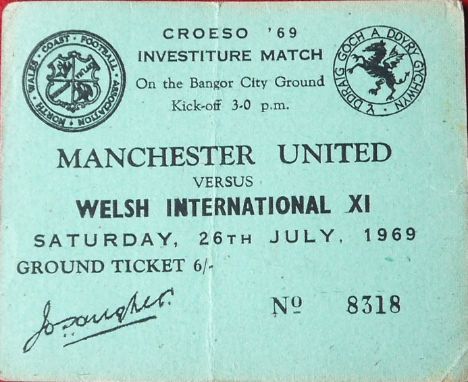 CROESO '69
INVESTITURE MATCH
On the Bangor City Ground
Kick-off 3-0 p.m.
NORTH WALES COAST FOOTBALL ASSOCIATION
Y DDRAIG GOCH A DDYRY GYCHWYN
MANCHESTER UNITED
VERSUS
WELSH INTERNATIONAL XI
SATURDAY, 26TH JULY, 1969
GROUND TICKET 6/-
Nº 8318